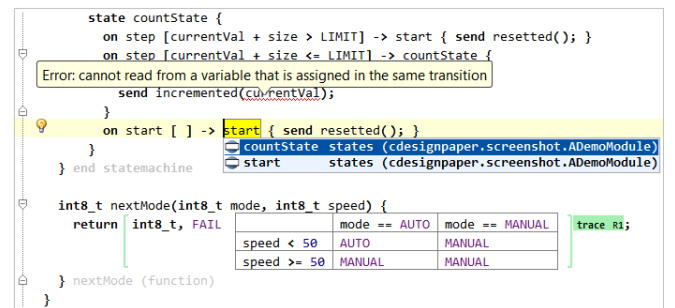 state countState {
on step [currentVal + size > LIMIT] -> start { send resetted(); }
on step [currentVal + size <= LIMIT] -> countState {
Error: cannot read from a variable that is assigned in the same transition
send incremented(currentVal);
}
on start [ ] -> start { send resetted(); }
}
countState states (cdesignpaper.screenshot.ADemoModule)
start states (cdesignpaper.screenshot.ADemoModule)
} end statemachine
int8_t nextMode(int8_t mode, int8_t speed) {
return int8_t, FAIL mode == AUTO mode == MANUAL trace R1;
speed < 50 AUTO MANUAL
speed >= 50 MANUAL MANUAL
} nextMode (function)
}